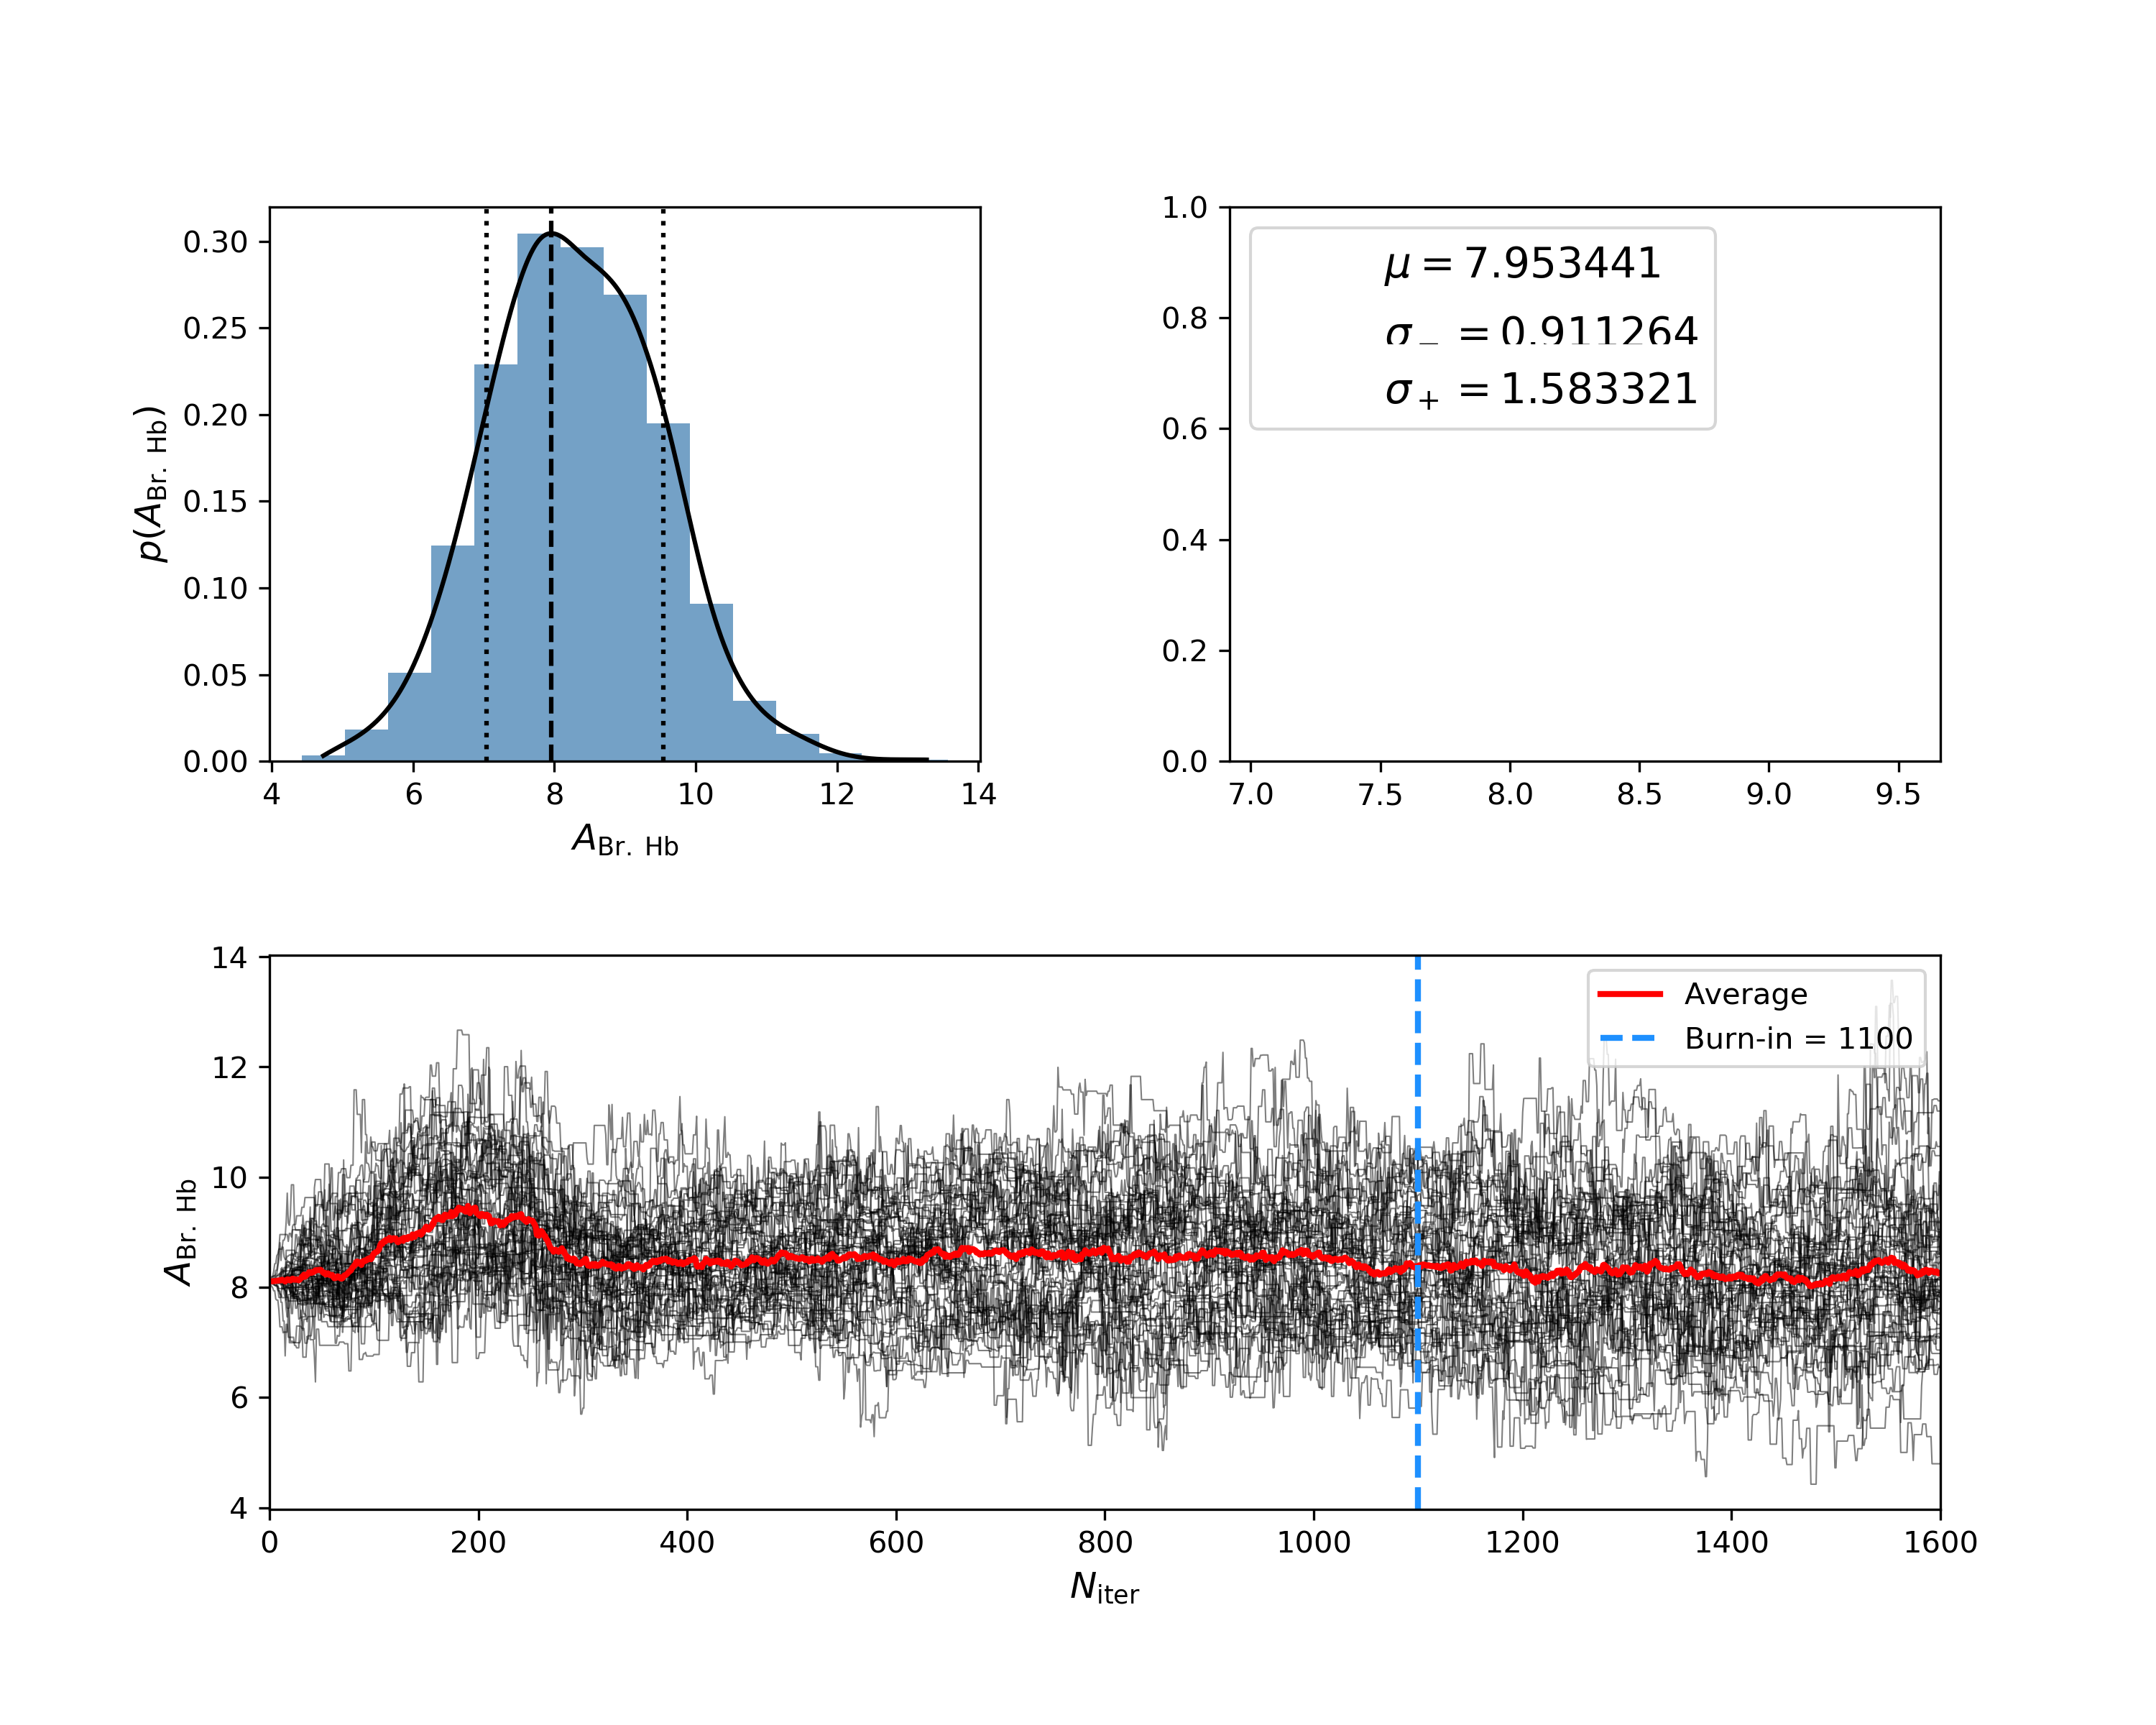 0.30
0.25
0.20
0.15
0.10
0.05
0.00
p(A_Br. Hb)
4 6 8 10 12 14
A_Br. Hb
1.0
0.8
0.6
0.4
0.2
0.0
μ = 7.953441
σ_− = 0.911264
σ_+ = 1.583321
7.0 7.5 8.0 8.5 9.0 9.5
14
12
10
8
6
4
A_Br. Hb
Average
Burn-in = 1100
0 200 400 600 800 1000 1200 1400 1600
N_iter